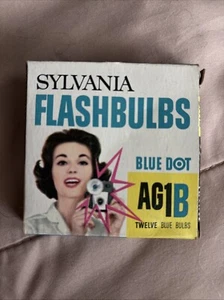 SYLVANIA
FLASHBULBS
BLUE DOT
AG1B
TWELVE BLUE BULBS